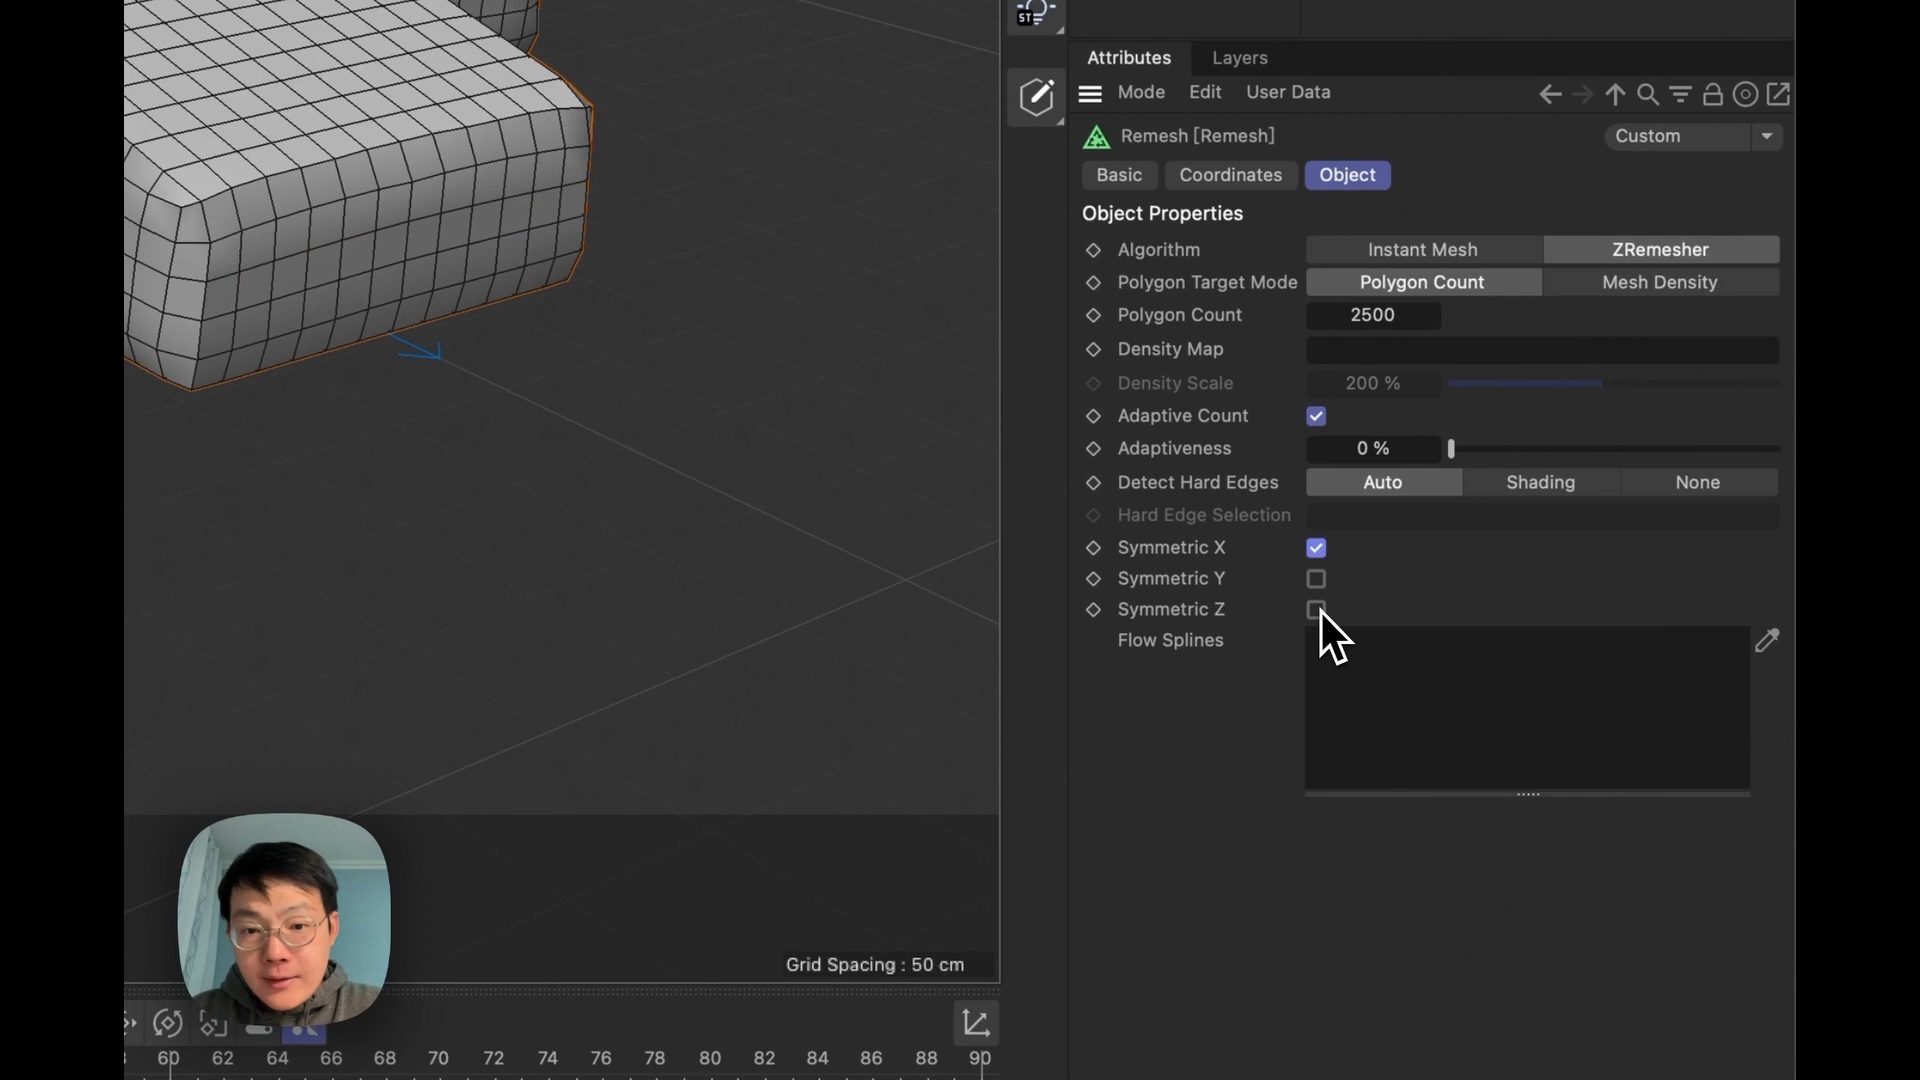 ST
Attributes
Layers
Mode
Edit
User Data
Remesh [Remesh]
Custom
Basic
Coordinates
Object
Object Properties
Algorithm
Instant Mesh
ZRemesher
Polygon Target Mode
Polygon Count
Mesh Density
Polygon Count
2500
Density Map
Density Scale
200 %
Adaptive Count
Adaptiveness
0 %
Detect Hard Edges
Auto
Shading
None
Hard Edge Selection
Symmetric X
Symmetric Y
Symmetric Z
Flow Splines
Grid Spacing : 50 cm
60 62 64 66 68 70 72 74 76 78 80 82 84 86 88 90